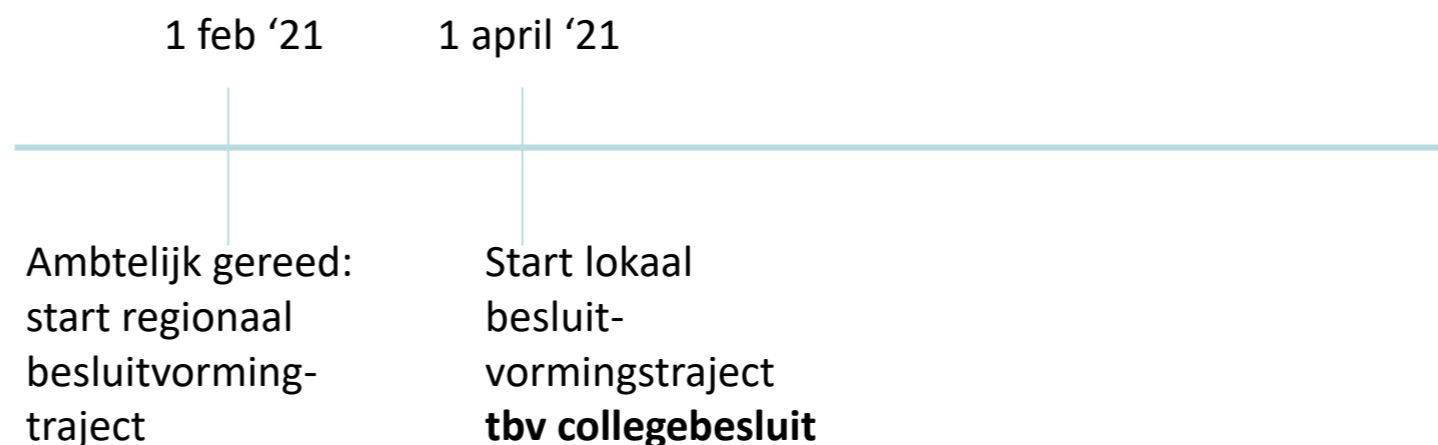 1 feb ‘21
1 april ‘21
Ambtelijk gereed:
start regionaal
besluitvorming-
traject
Start lokaal
besluit-
vormingstraject
tbv collegebesluit